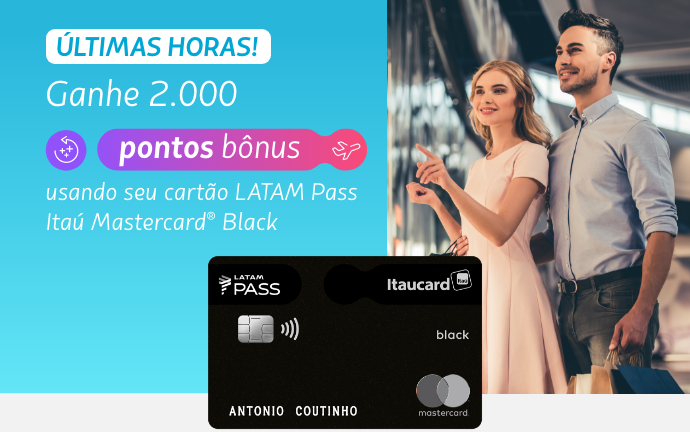 ÚLTIMAS HORAS!
Ganhe 2.000
pontos bônus
usando seu cartão LATAM Pass
Itaú Mastercard® Black
LATAM
PASS
Itaucard
Itaú
black
mastercard
ANTONIO COUTINHO